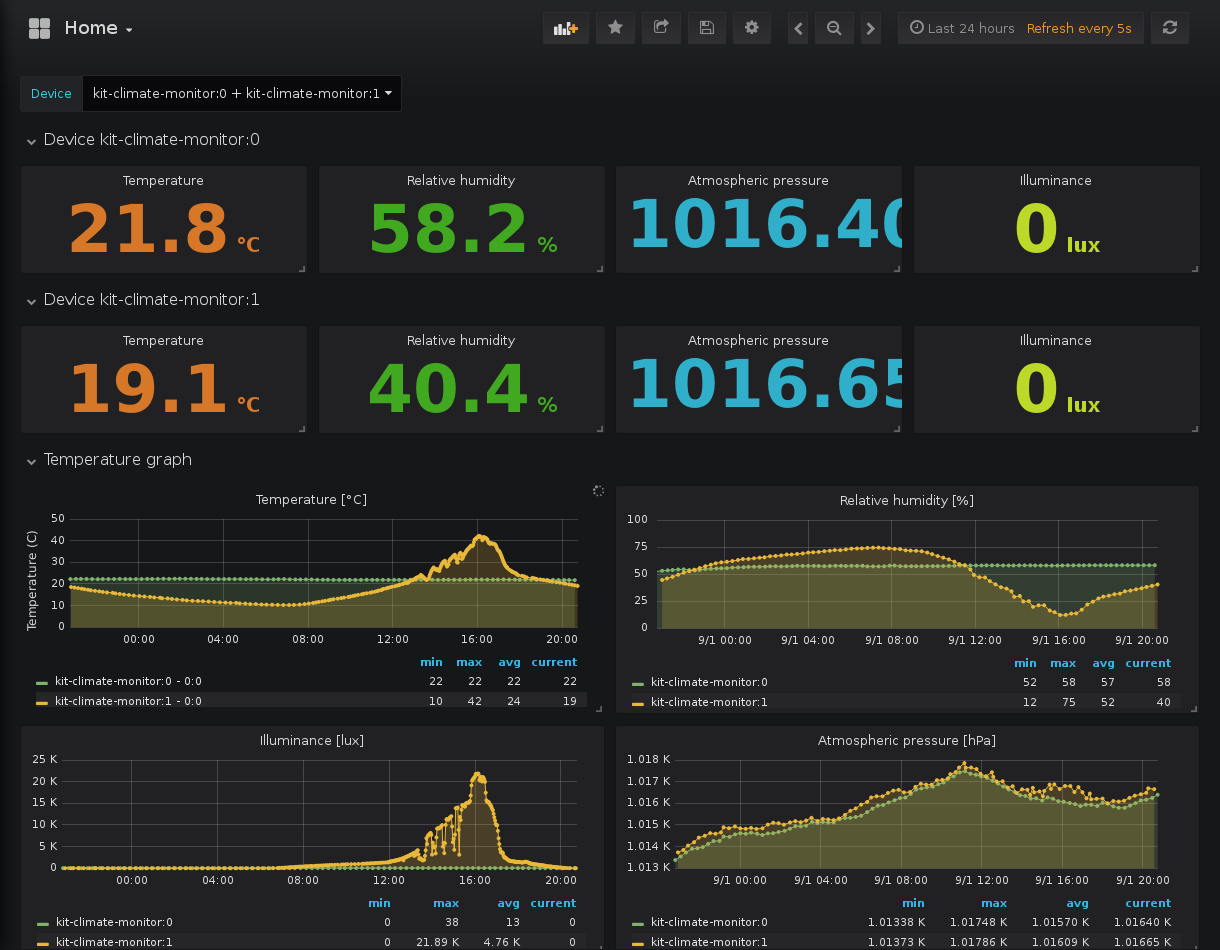 Home
Last 24 hours Refresh every 5s
Device kit-climate-monitor:0 + kit-climate-monitor:1
Device kit-climate-monitor:0
Temperature Relative humidity Atmospheric pressure Illuminance
21.8 °C 58.2 % 1016.40 0 lux
Device kit-climate-monitor:1
Temperature Relative humidity Atmospheric pressure Illuminance
19.1 °C 40.4 % 1016.65 0 lux
Temperature graph
Temperature [°C]
Temperature (C)
50
40
30
20
10
0
00:00 04:00 08:00 12:00 16:00 20:00
min max avg current
kit-climate-monitor:0 - 0:0 22 22 22 22
kit-climate-monitor:1 - 0:0 10 42 24 19
Relative humidity [%]
100
75
50
25
0
9/1 00:00 9/1 04:00 9/1 08:00 9/1 12:00 9/1 16:00 9/1 20:00
min max avg current
kit-climate-monitor:0 52 58 57 58
kit-climate-monitor:1 12 75 52 40
Illuminance [lux]
25 K
20 K
15 K
10 K
5 K
0
00:00 04:00 08:00 12:00 16:00 20:00
min max avg current
kit-climate-monitor:0 0 38 13 0
kit-climate-monitor:1 0 21.89 K 4.76 K 0
Atmospheric pressure [hPa]
1.018 K
1.017 K
1.016 K
1.015 K
1.014 K
1.013 K
9/1 00:00 9/1 04:00 9/1 08:00 9/1 12:00 9/1 16:00 9/1 20:00
min max avg current
kit-climate-monitor:0 1.01338 K 1.01748 K 1.01570 K 1.01640 K
kit-climate-monitor:1 1.01373 K 1.01786 K 1.01609 K 1.01665 K